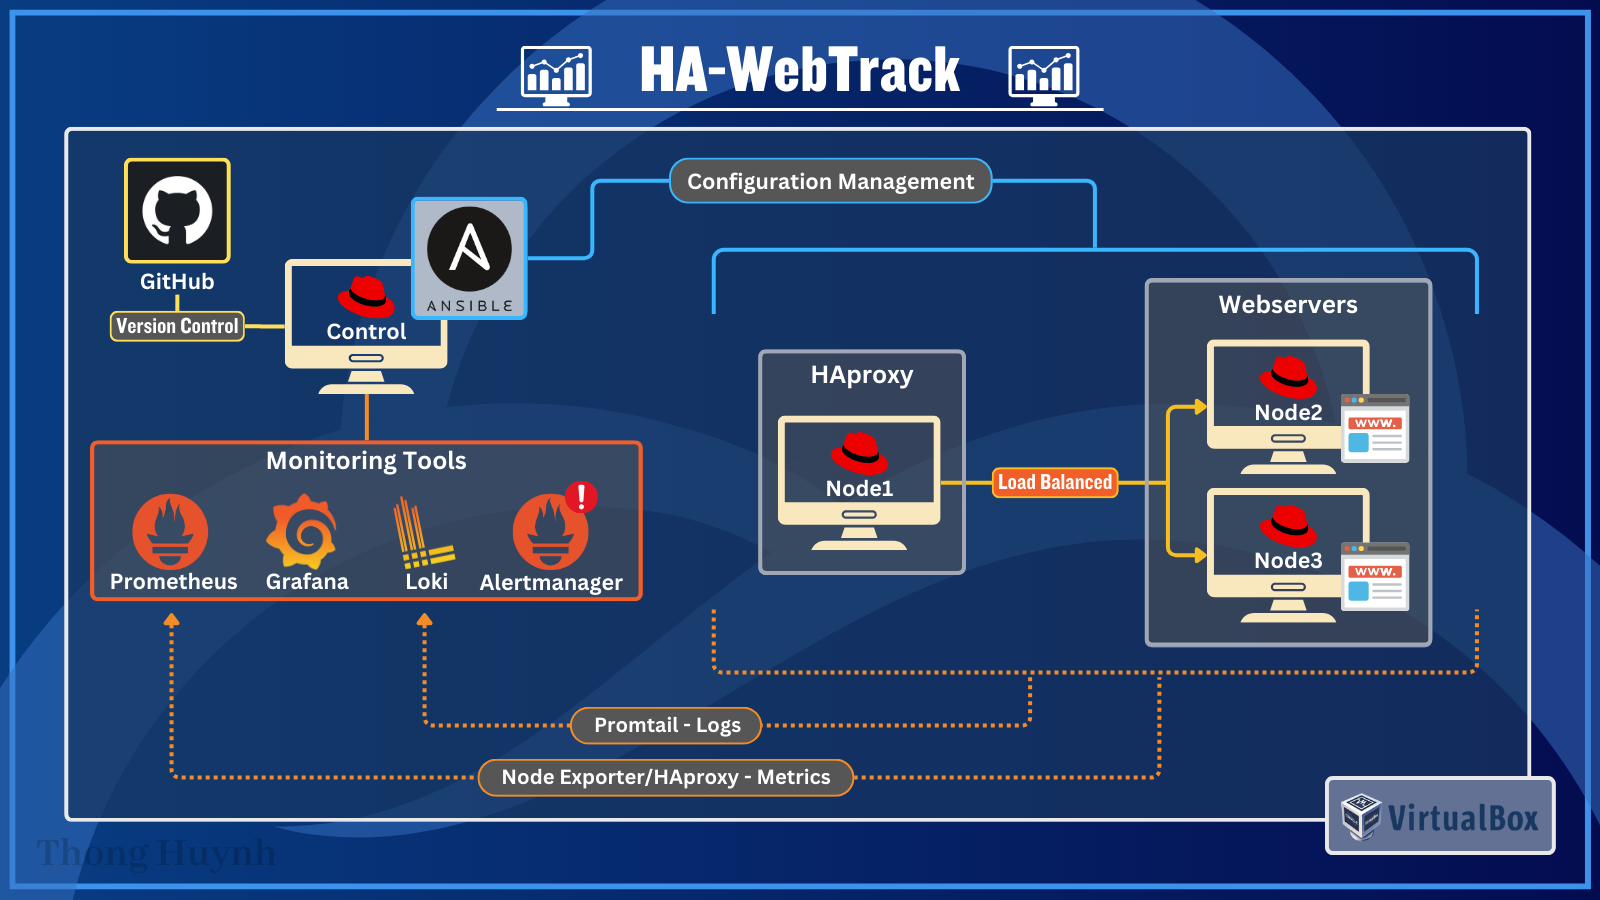 HA-WebTrack
Configuration Management
GitHub
Version Control
ANSIBLE
Control
Monitoring Tools
Prometheus
Grafana
Loki
Alertmanager
HAproxy
Node1
Load Balanced
Webservers
Node2
www.
Node3
www.
Promtail - Logs
Node Exporter/HAproxy - Metrics
VirtualBox
Thong Huynh